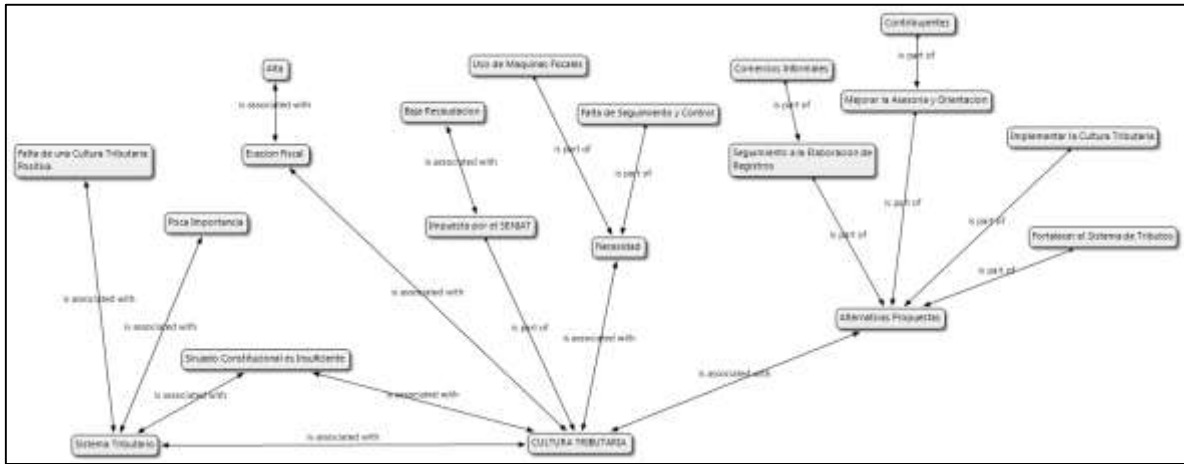 Contribuyentes
is part of
Uso de Maquinas Fiscales
Comercios Informales
Alta
is part of
Mejorar la Asesoria y Orientacion
is associated with
Baja Recaudacion
Falta de Seguimiento y Control
Implementar la Cultura Tributaria
Falta de una Cultura Tributaria
Positiva
Evasion Fiscal
is associated with
is part of
Seguimiento a la Elaboracion de
Registros
is part of
is part of
Poca Importancia
Impuesto por el SENIAT
is part of
is part of
Fortalecer el Sistema de Tributos
Necesidad
is part of
is associated with
is associated with
is part of
Alternativas Propuestas
is associated with
is part of
is associated with
Constitucional es Insuficiente
is associated with
is associated with
is associated with
is associated with
Sistema Tributario
CULTURA TRIBUTARIA